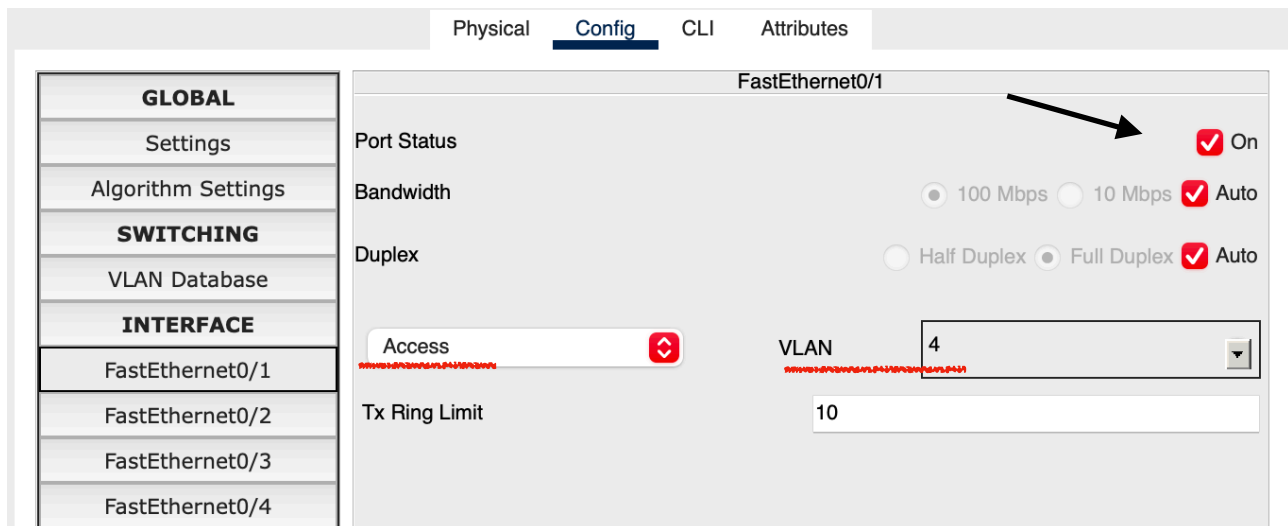 Physical Config CLI Attributes
GLOBAL
Settings
Algorithm Settings
SWITCHING
VLAN Database
INTERFACE
FastEthernet0/1
FastEthernet0/2
FastEthernet0/3
FastEthernet0/4
FastEthernet0/1
Port Status On
Bandwidth 100 Mbps 10 Mbps Auto
Duplex Half Duplex Full Duplex Auto
Access VLAN 4
Tx Ring Limit 10